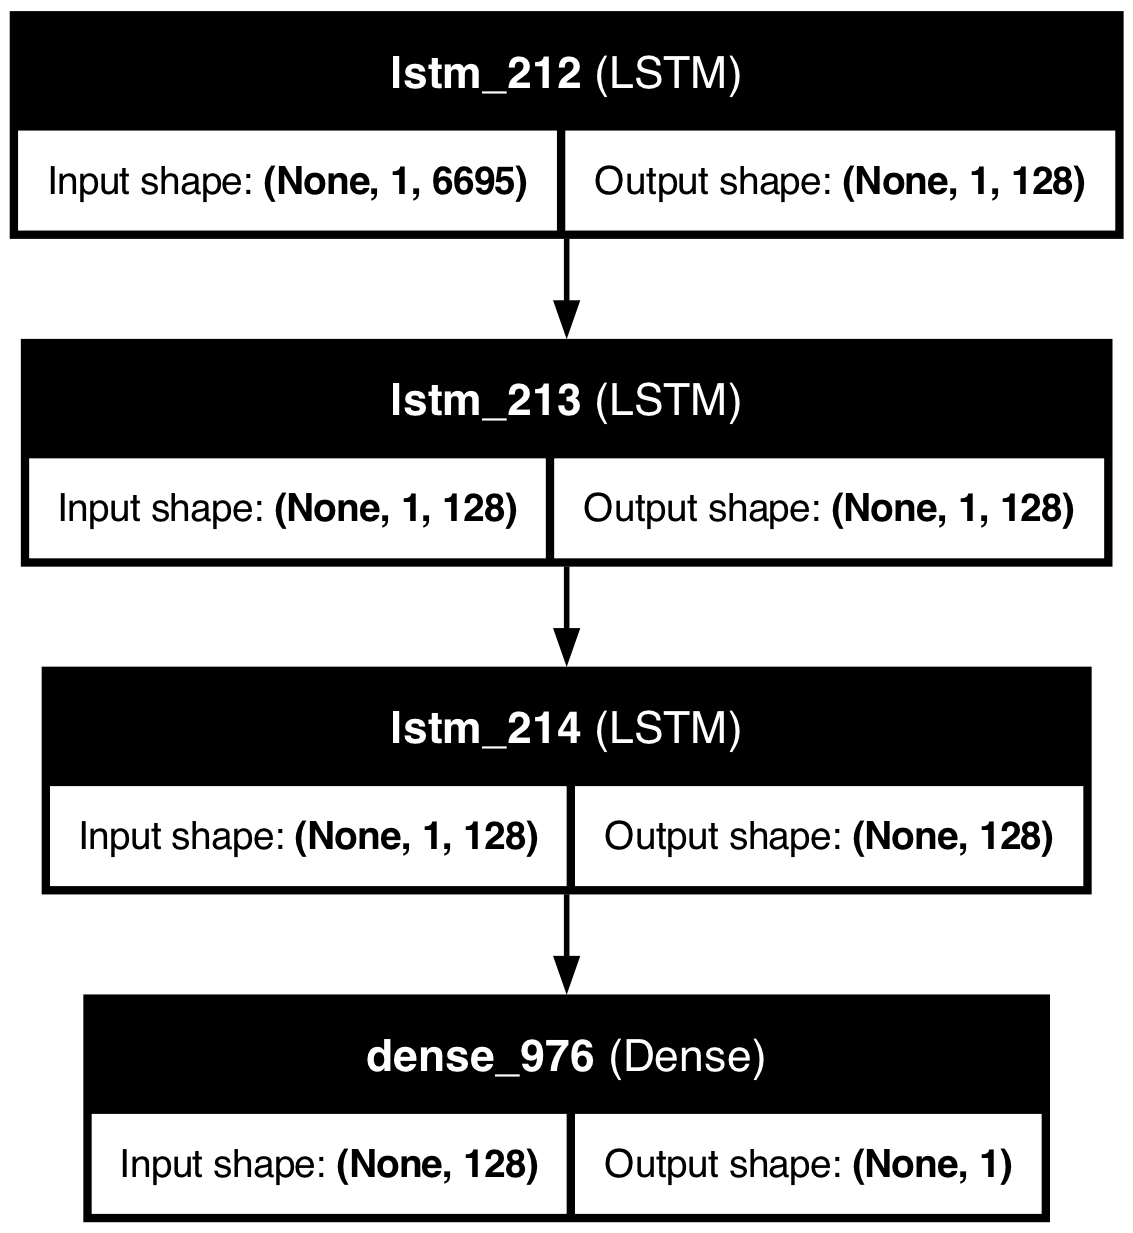 lstm_212 (LSTM)
Input shape: (None, 1, 6695) Output shape: (None, 1, 128)
lstm_213 (LSTM)
Input shape: (None, 1, 128) Output shape: (None, 1, 128)
lstm_214 (LSTM)
Input shape: (None, 1, 128) Output shape: (None, 128)
dense_976 (Dense)
Input shape: (None, 128) Output shape: (None, 1)